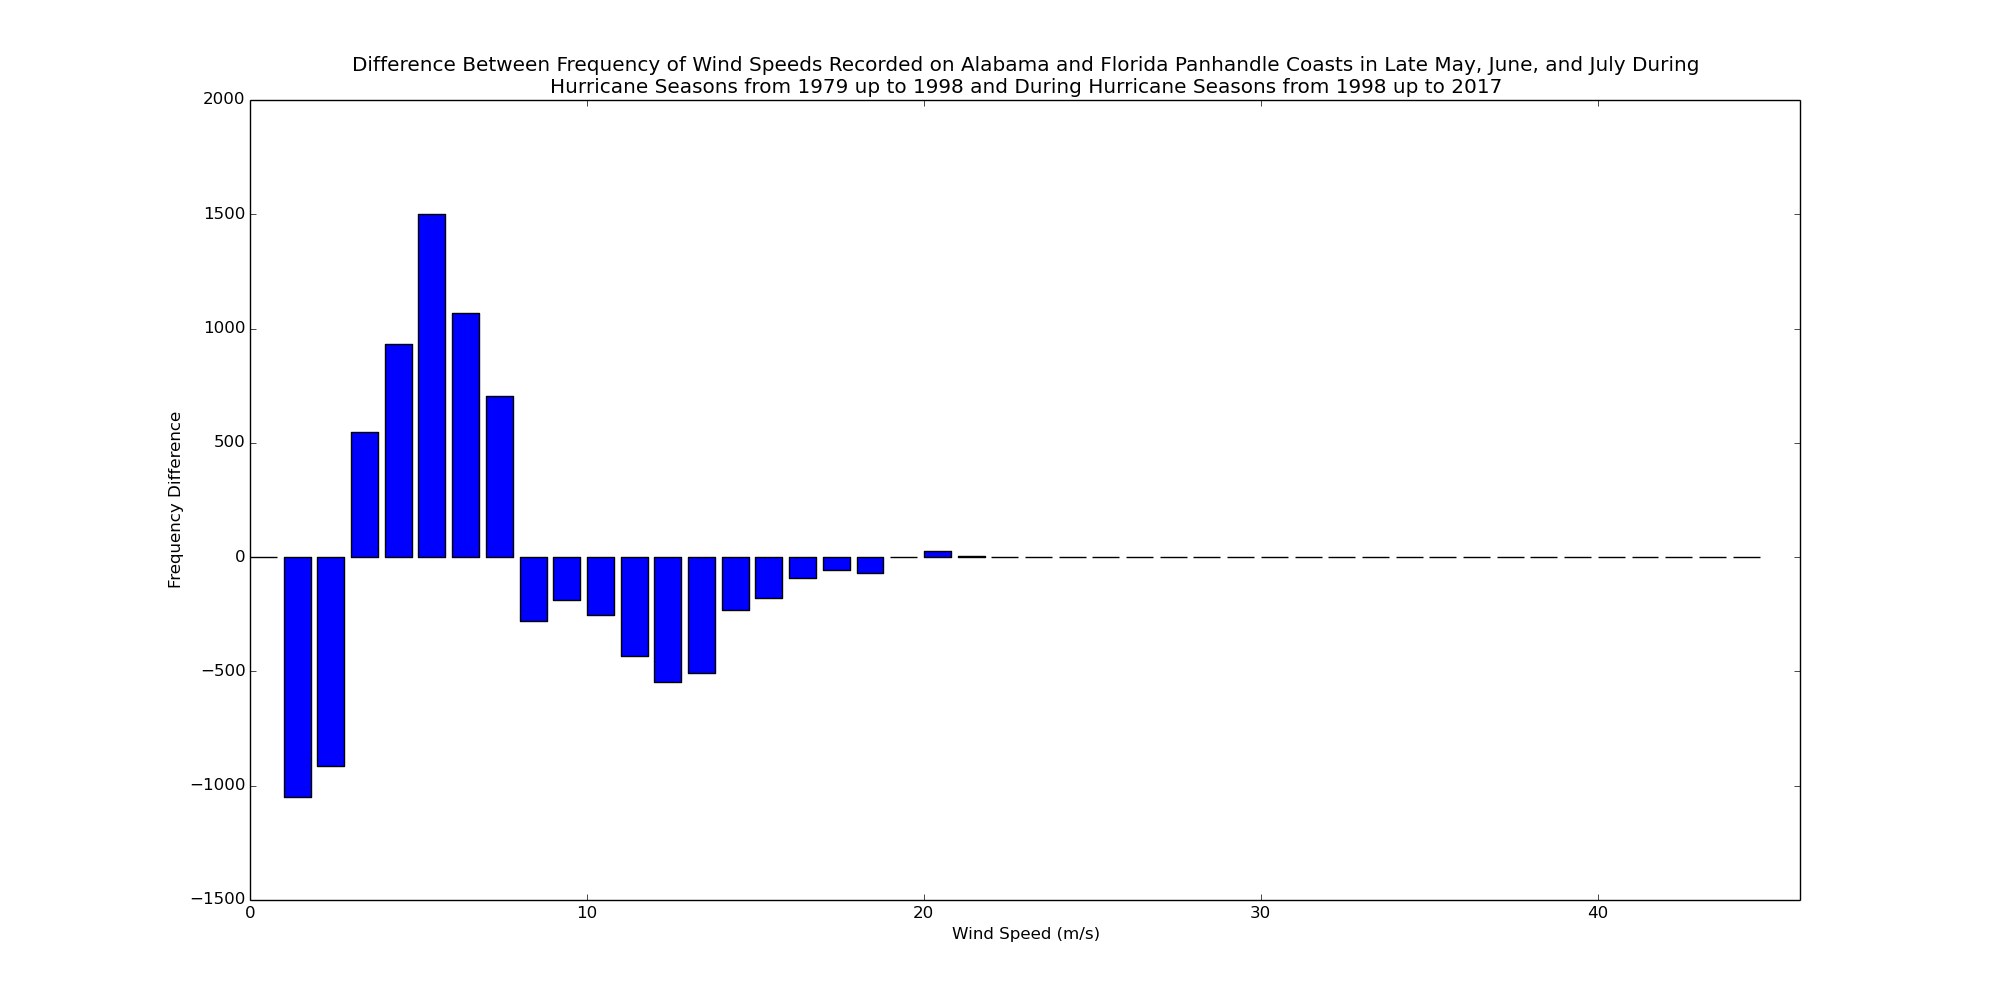 Difference Between Frequency of Wind Speeds Recorded on Alabama and Florida Panhandle Coasts in Late May, June, and July During
Hurricane Seasons from 1979 up to 1998 and During Hurricane Seasons from 1998 up to 2017
2000
1500
1000
500
0
−500
−1000
−1500
Frequency Difference
0 10 20 30 40
Wind Speed (m/s)